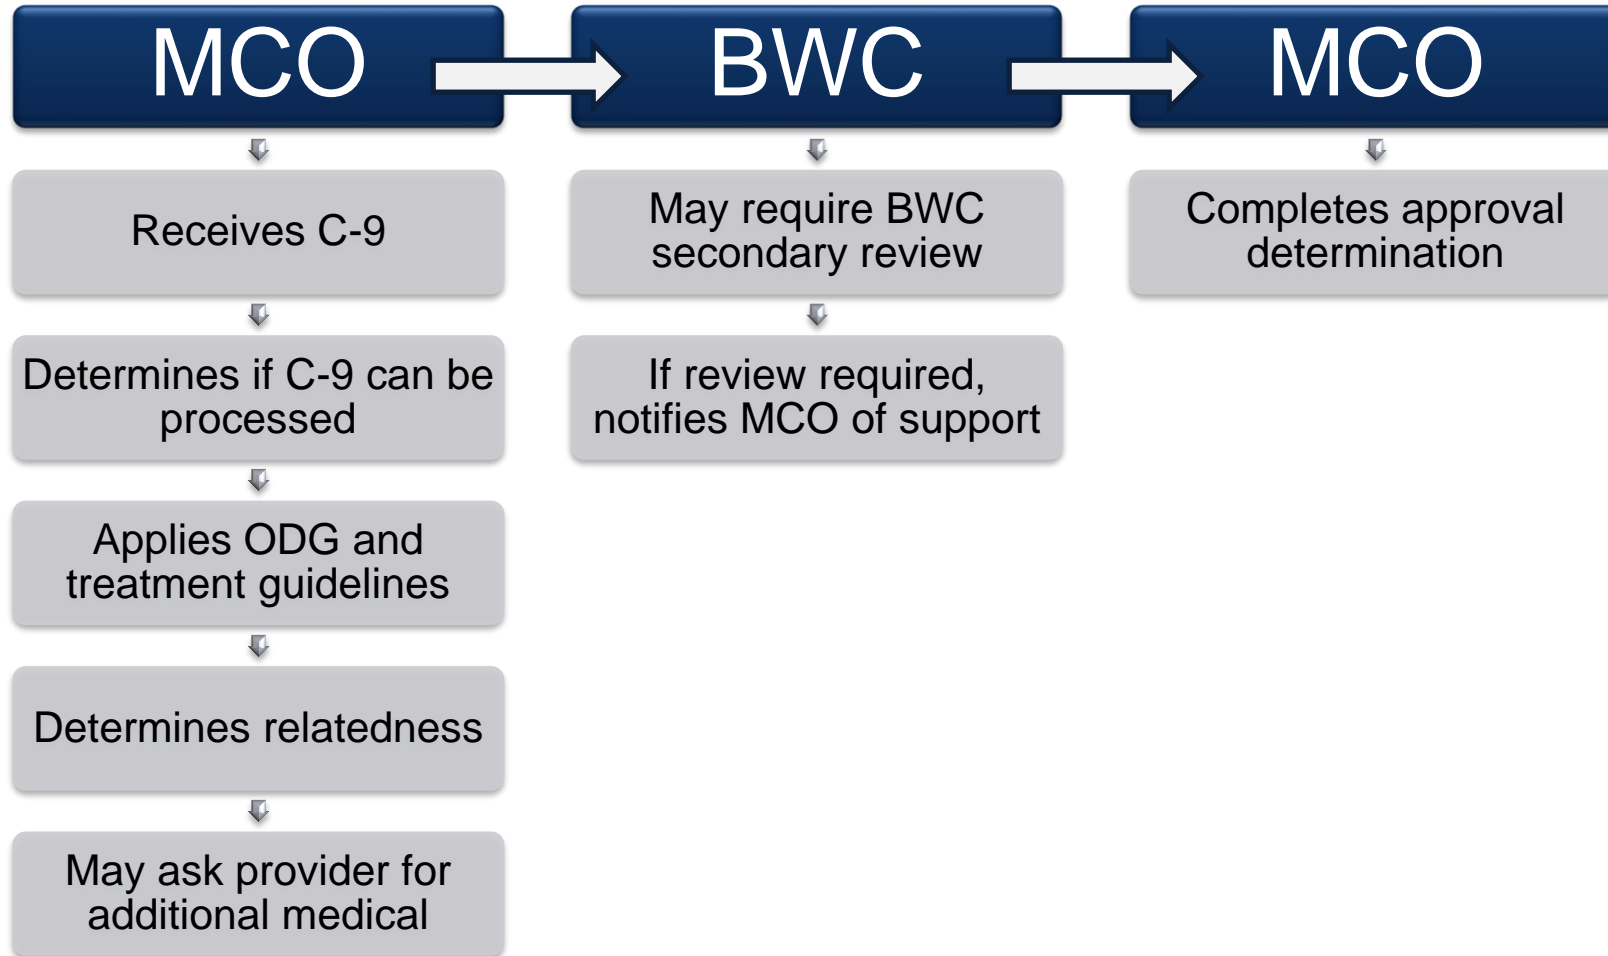 MCO
Receives C-9
Determines if C-9 can be
processed
Applies ODG and
treatment guidelines
Determines relatedness
May ask provider for
additional medical
BWC
May require BWC
secondary review
If review required,
notifies MCO of support
MCO
Completes approval
determination